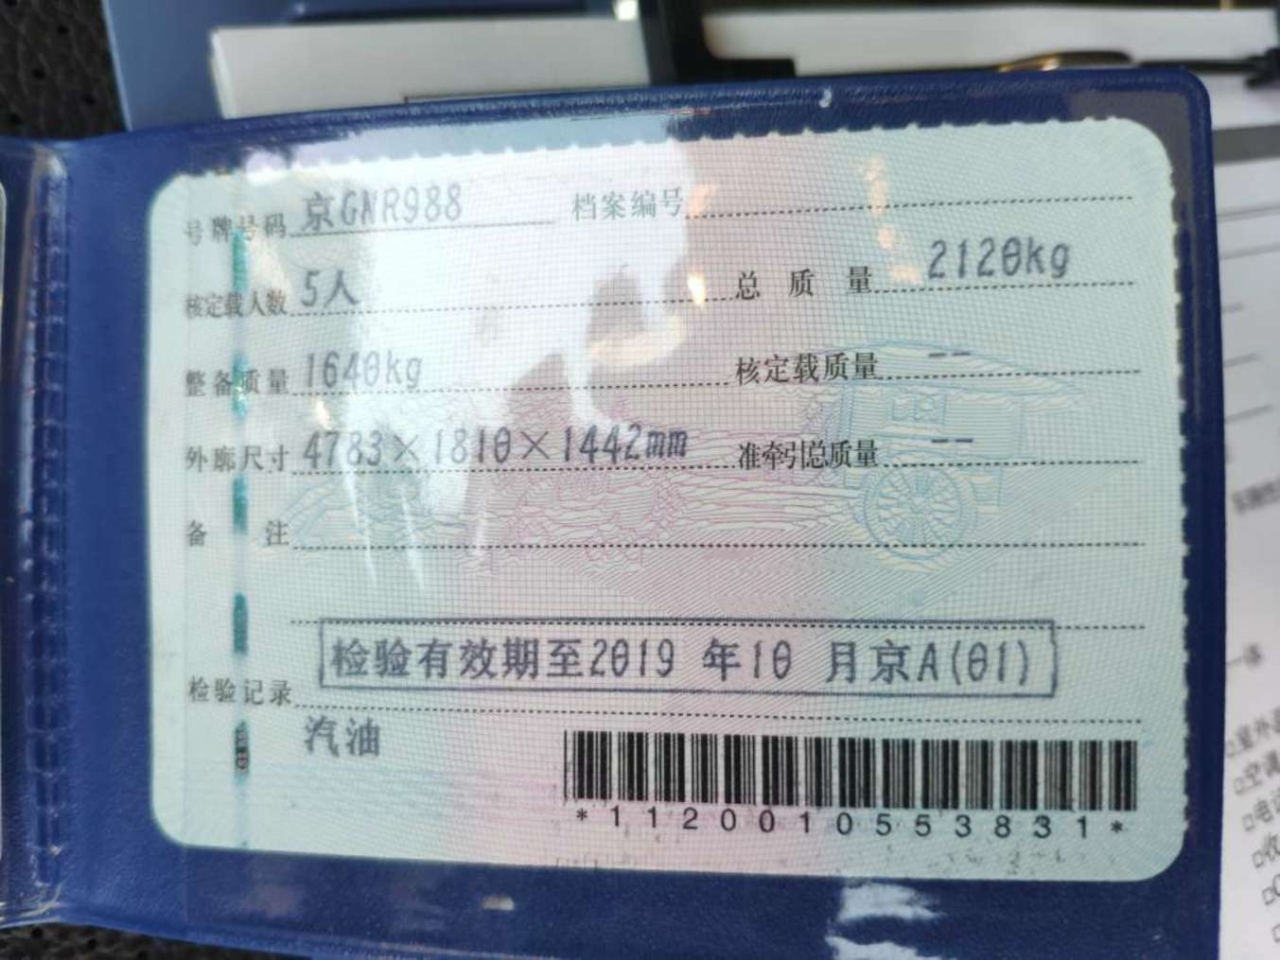 号牌号码 京GNR988 档案编号
核定载人数 5人 总质量 2120kg
整备质量 1640kg 核定载质量 --
外廓尺寸 4783×1810×1442mm 准牵引总质量 --
备注
检验有效期至2019年10月京A(01)
检验记录
汽油
*1120010553831*